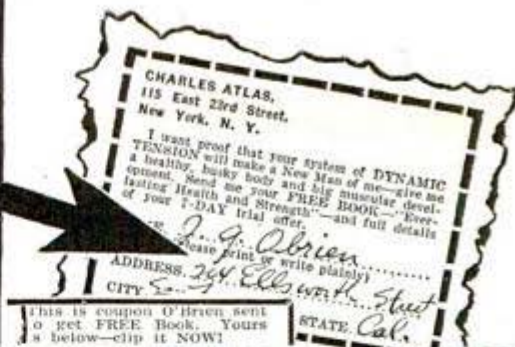 CHARLES ATLAS,
115 East 23rd Street,
New York, N. Y.
I want proof that your system of DYNAMIC
TENSION will make a New Man of me—give me
a healthy, husky body and big muscular devel-
opment. Send me your FREE BOOK—"Ever-
lasting Health and Strength"—and full details
of your 7-DAY trial offer.
J. G. Obrien
(Please print or write plainly)
ADDRESS. 244 Ellsworth Street
CITY.
STATE. Cal.
This is coupon O'Brien sent
o get FREE Book. Yours
s below—clip it NOW!